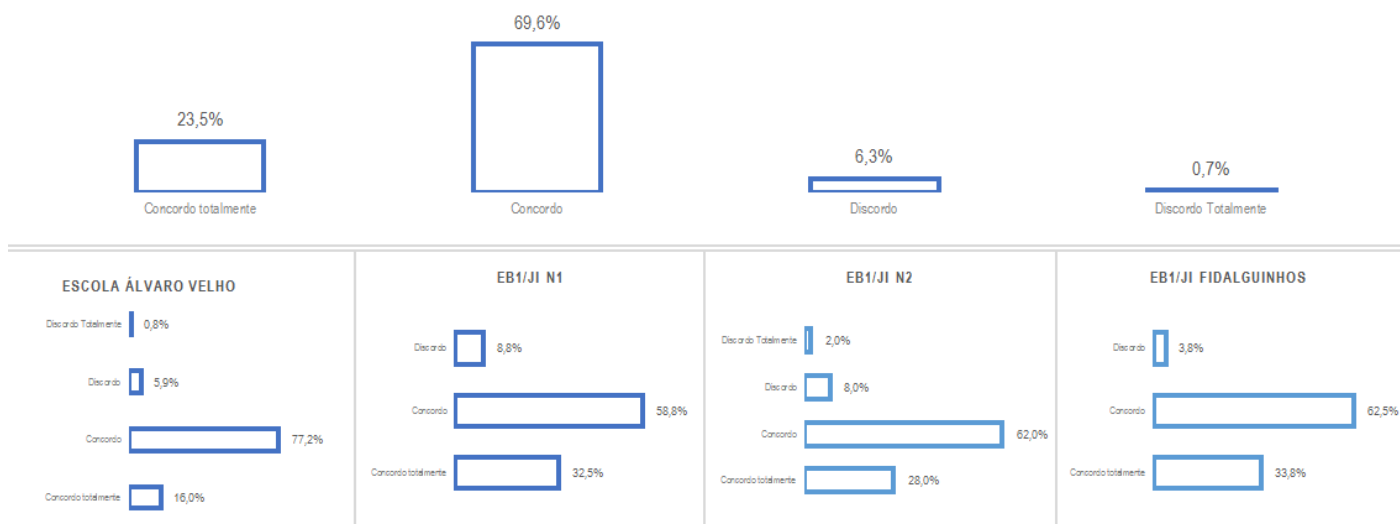 69,6%
23,5%
6,3%
0,7%
Concordo totalmente
Concordo
Discordo
Discordo Totalmente
ESCOLA ÁLVARO VELHO
Discordo Totalmente 0,8%
Discordo 5,9%
Concordo 77,2%
Concordo totalmente 16,0%
EB1/JI N1
Discordo 8,8%
Concordo 58,8%
Concordo totalmente 32,5%
EB1/JI N2
Discordo Totalmente 2,0%
Discordo 8,0%
Concordo 62,0%
Concordo totalmente 28,0%
EB1/JI FIDALGUINHOS
Discordo 3,8%
Concordo 62,5%
Concordo totalmente 33,8%